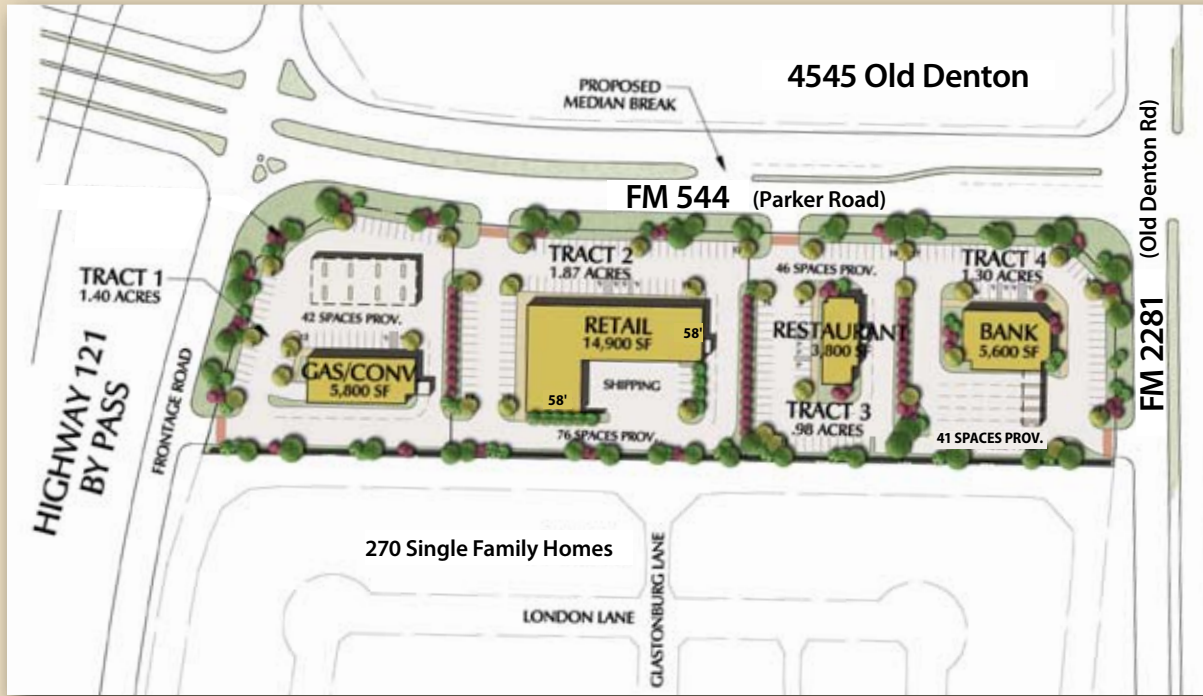 4545 Old Denton
PROPOSED
MEDIAN BREAK
FM 544 (Parker Road)
FM 2281 (Old Denton Rd)
TRACT 1
1.40 ACRES
42 SPACES PROV.
GAS/CONV
5,800 SF
TRACT 2
1.87 ACRES
RETAIL
14,900 SF
58'
SHIPPING
58'
76 SPACES PROV.
46 SPACES PROV.
RESTAURANT
3,800 SF
TRACT 3
.98 ACRES
TRACT 4
1.30 ACRES
BANK
5,600 SF
41 SPACES PROV.
HIGHWAY 121
BY PASS
FRONTAGE ROAD
270 Single Family Homes
LONDON LANE
GLASTONBURG LANE